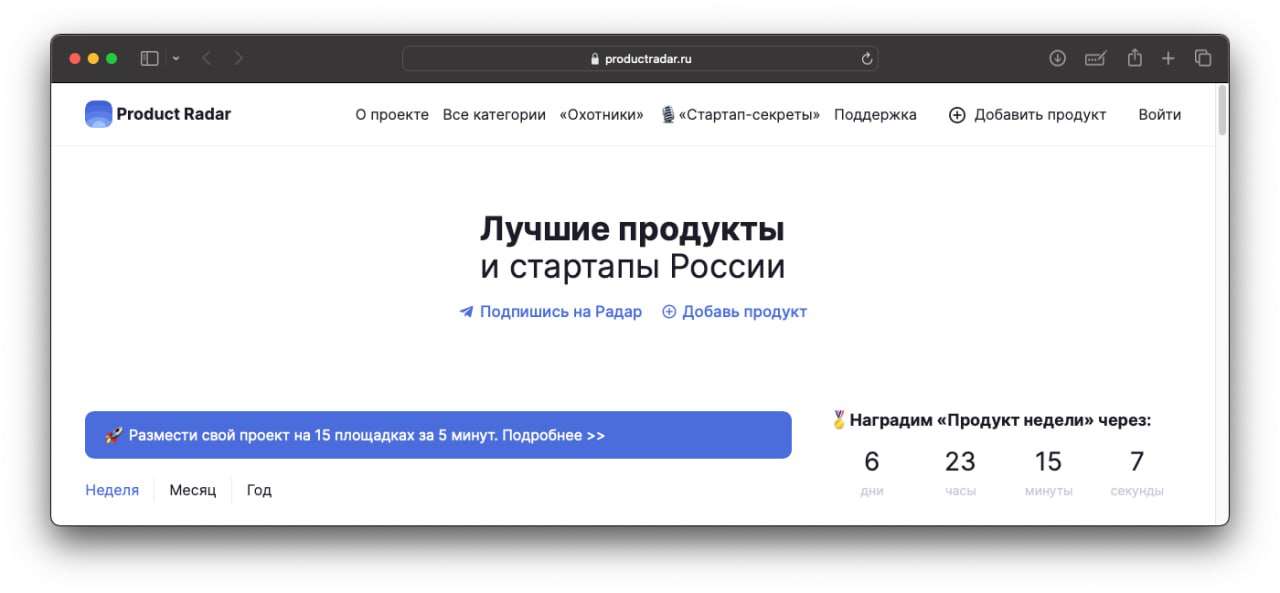 productradar.ru
Product Radar
О проекте Все категории «Охотники» 🎙️«Стартап-секреты» Поддержка Добавить продукт Войти
Лучшие продукты
и стартапы России
Подпишись на Радар Добавь продукт
🚀 Размести свой проект на 15 площадках за 5 минут. Подробнее >>
🏅Наградим «Продукт недели» через:
6 23 15 7
дни часы минуты секунды
Неделя Месяц Год